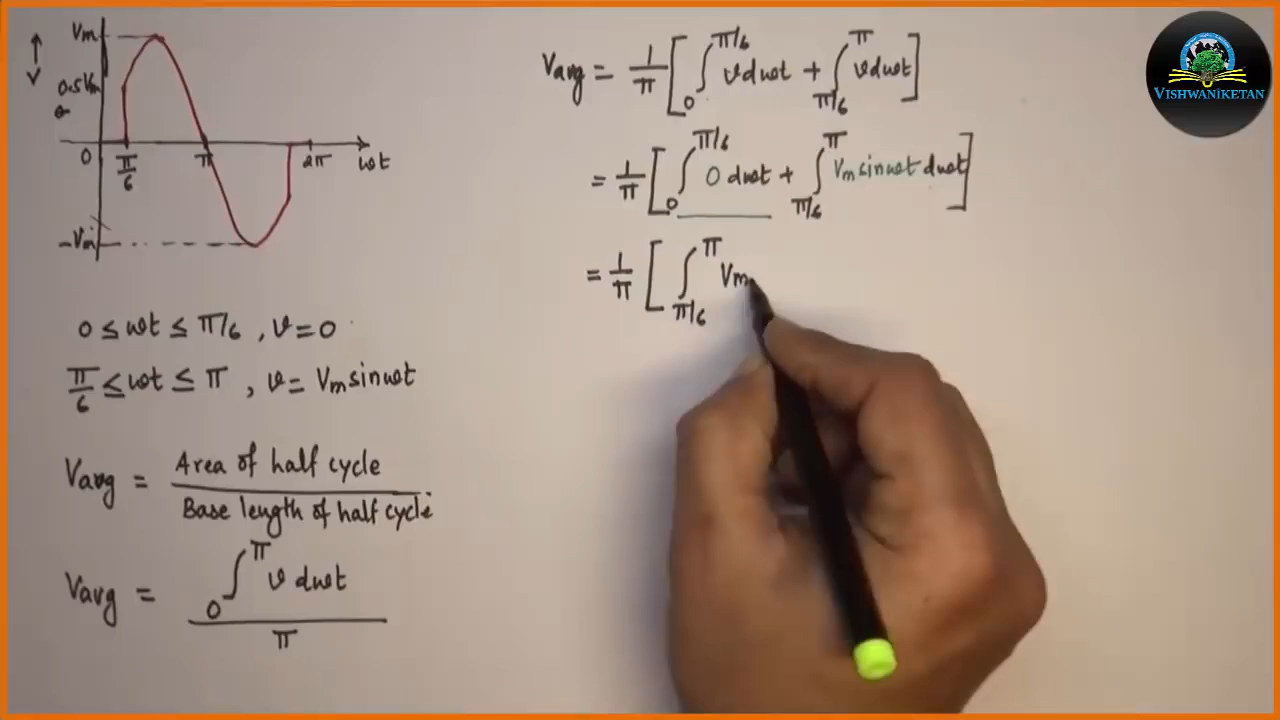 Vm
V
0.5Vm
0
π/6
π
2π
ωt
-Vm
0 ≤ ωt ≤ π/6 , v = 0
π/6 ≤ ωt ≤ π , v = Vm sinωt
Vavg = Area of half cycle / Base length of half cycle
Vavg = 0∫π v dωt / π
Vavg = 1/π [ 0∫π/6 v dωt + π/6∫π v dωt ]
= 1/π [ 0∫π/6 0 dωt + π/6∫π Vm sinωt dωt ]
= 1/π [ π/6∫π Vm
VISHWANIKETAN